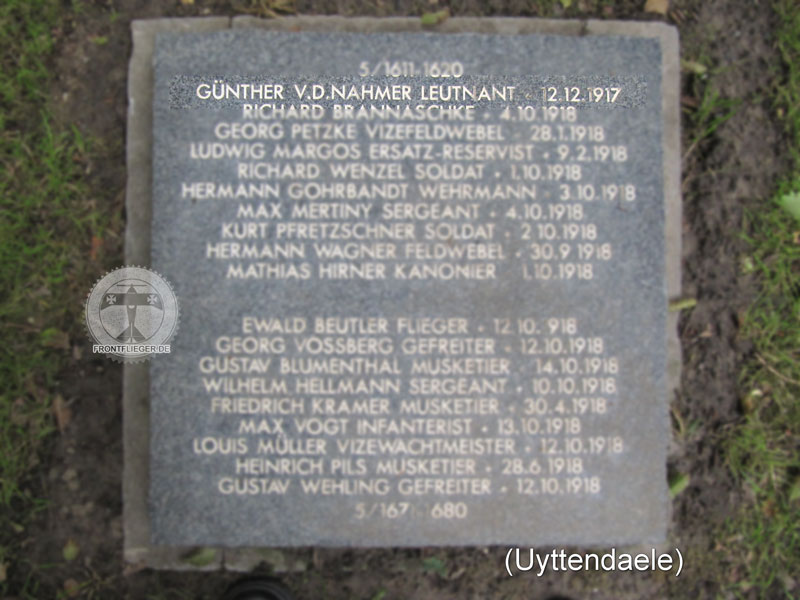 5/1611-1620
GÜNTHER V.D.NAHMER LEUTNANT · 12.12.1917
RICHARD BRANNASCHKE · 4.10.1918
GEORG PETZKE VIZEFELDWEBEL · 28.1.1918
LUDWIG MARGOS ERSATZ-RESERVIST · 9.2.1918
RICHARD WENZEL SOLDAT · 1.10.1918
HERMANN GOHRBANDT WEHRMANN · 3.10.1918
MAX MERTINY SERGEANT · 4.10.1918
KURT PFRETZSCHNER SOLDAT · 2 10.1918
HERMANN WAGNER FELDWEBEL · 30.9 1918
MATHIAS HIRNER KANONIER 1.10.1918
EWALD BEUTLER FLIEGER · 12.10. 918
GEORG VOSSBERG GEFREITER · 12.10.1918
GUSTAV BLUMENTHAL MUSKETIER 14.10.1918
WILHELM HELLMANN SERGEANT · 10.10.1918
FRIEDRICH KRAMER MUSKETIER · 30.4.1918
MAX VOGT INFANTERIST · 13.10.1918
LOUIS MÜLLER VIZEWACHTMEISTER · 12.10.1918
HEINRICH PILS MUSKETIER · 28.6.1918
GUSTAV WEHLING GEFREITER · 12.10.1918
5/1671-1680
FRONTFLIEGER.DE
(Uyttendaele)